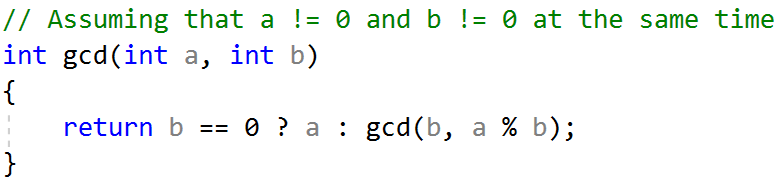 // Assuming that a != 0 and b != 0 at the same time
int gcd(int a, int b)
{
    return b == 0 ? a : gcd(b, a % b);
}